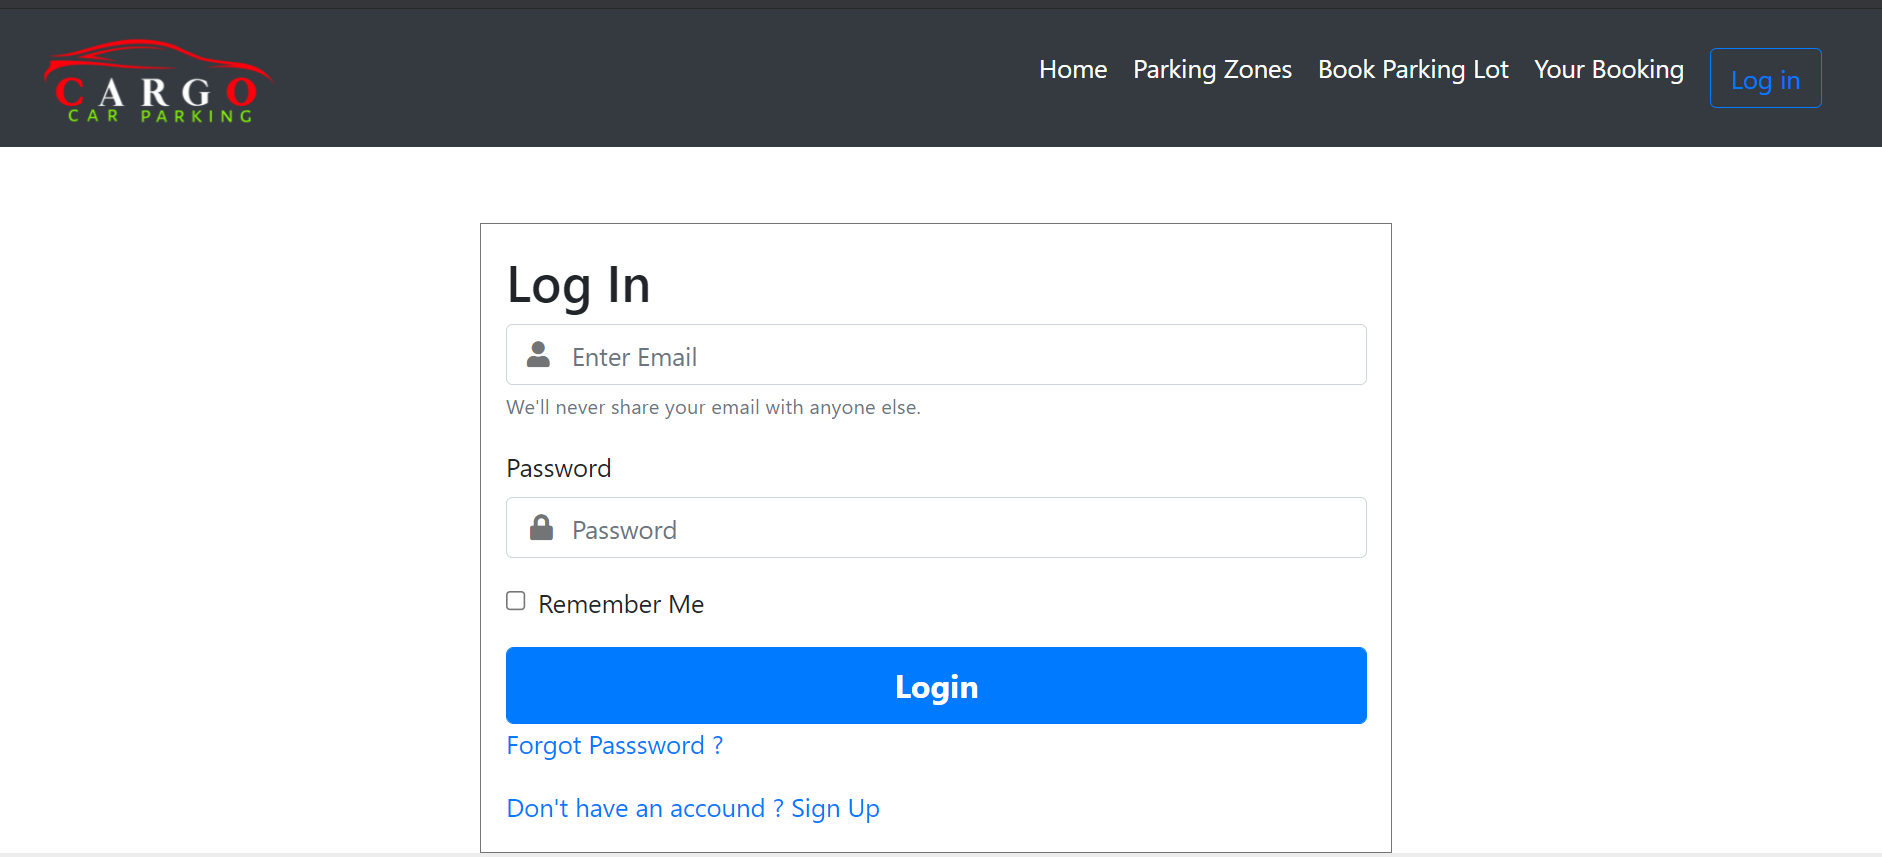 CARGO
CAR PARKING
Home Parking Zones Book Parking Lot Your Booking Log in
Log In
Enter Email
We'll never share your email with anyone else.
Password
Password
Remember Me
Login
Forgot Passsword ?
Don't have an accound ? Sign Up